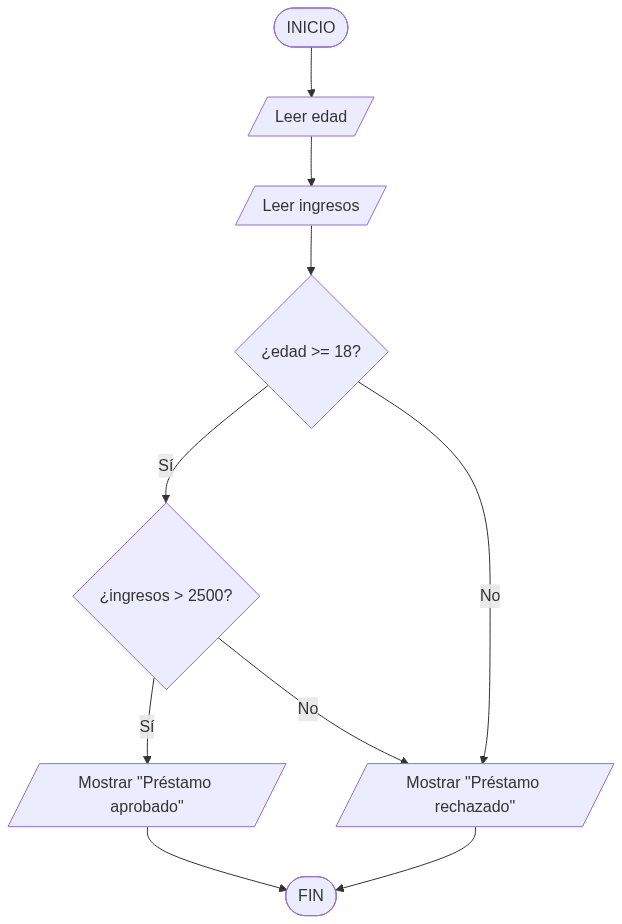 INICIO
Leer edad
Leer ingresos
¿edad >= 18?
Sí
¿ingresos > 2500?
No
No
Sí
Mostrar "Préstamo
aprobado"
Mostrar "Préstamo
rechazado"
FIN